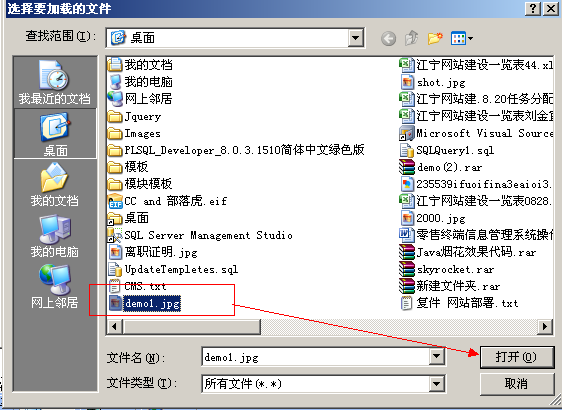 选择要加载的文件
查找范围(I):
桌面
我最近的文档
桌面
我的文档
我的电脑
网上邻居
我的文档
我的电脑
网上邻居
Jquery
Images
PLSQL_Developer_8.0.3.1510简体中文绿色版
模板
模块模板
CC and 部落虎.eif
桌面
SQL Server Management Studio
离职证明.jpg
UpdateTempletes.sql
CMS.txt
demo1.jpg
江宁网站建设一览表44.xl
shot.jpg
江宁网站建.8.20任务分配
江宁网站建设一览表刘金宜
Microsoft Visual Source
SQLQuery1.sql
demo(2).rar
235539ifuoifina3eaioi3.
江宁网站建设一览表0828.
2000.jpg
零售终端信息管理系统操作
Java烟花效果代码.rar
skyrocket.rar
新建文件夹.rar
复件 网站部署.txt
文件名(N):
demo1.jpg
打开(O)
文件类型(T):
所有文件(*.*)
取消